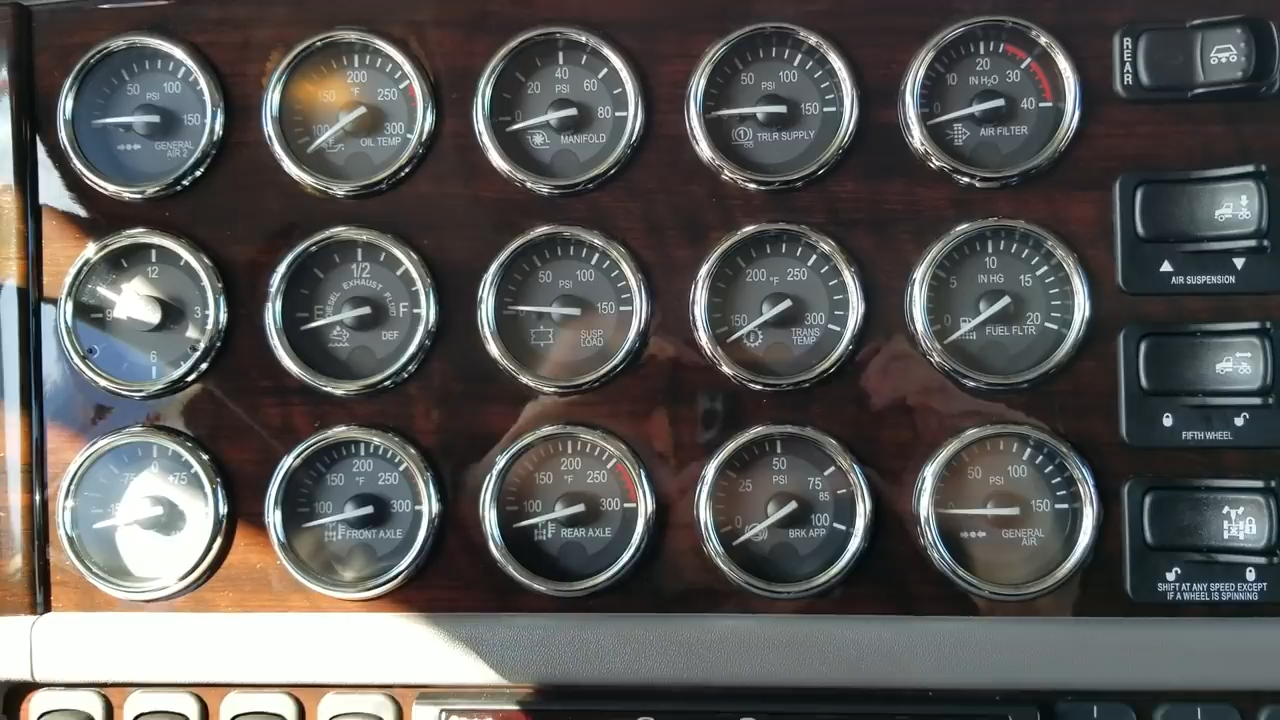 50 100
PSI
150
GENERAL
AIR 2
200
150 °F 250
100 300
OIL TEMP
40
20 PSI 60
80
MANIFOLD
50 100
PSI
150
TRLR SUPPLY
20
10 IN H₂O 30
0 40
AIR FILTER
REAR
12
9 3
6
1/2
E F
DIESEL EXHAUST FLUID
DEF
50 100
PSI
150
SUSP
LOAD
200 °F 250
150 300
TRANS
TEMP
10
5 IN HG 15
0 20
FUEL FLTR
AIR SUSPENSION
FIFTH WHEEL
0
-75 +75
200
150 °F 250
100 300
FRONT AXLE
200
150 °F 250
100 300
REAR AXLE
50
25 PSI 75
85
0 100
BRK APP
50 100
PSI
150
GENERAL
AIR
SHIFT AT ANY SPEED EXCEPT
IF A WHEEL IS SPINNING